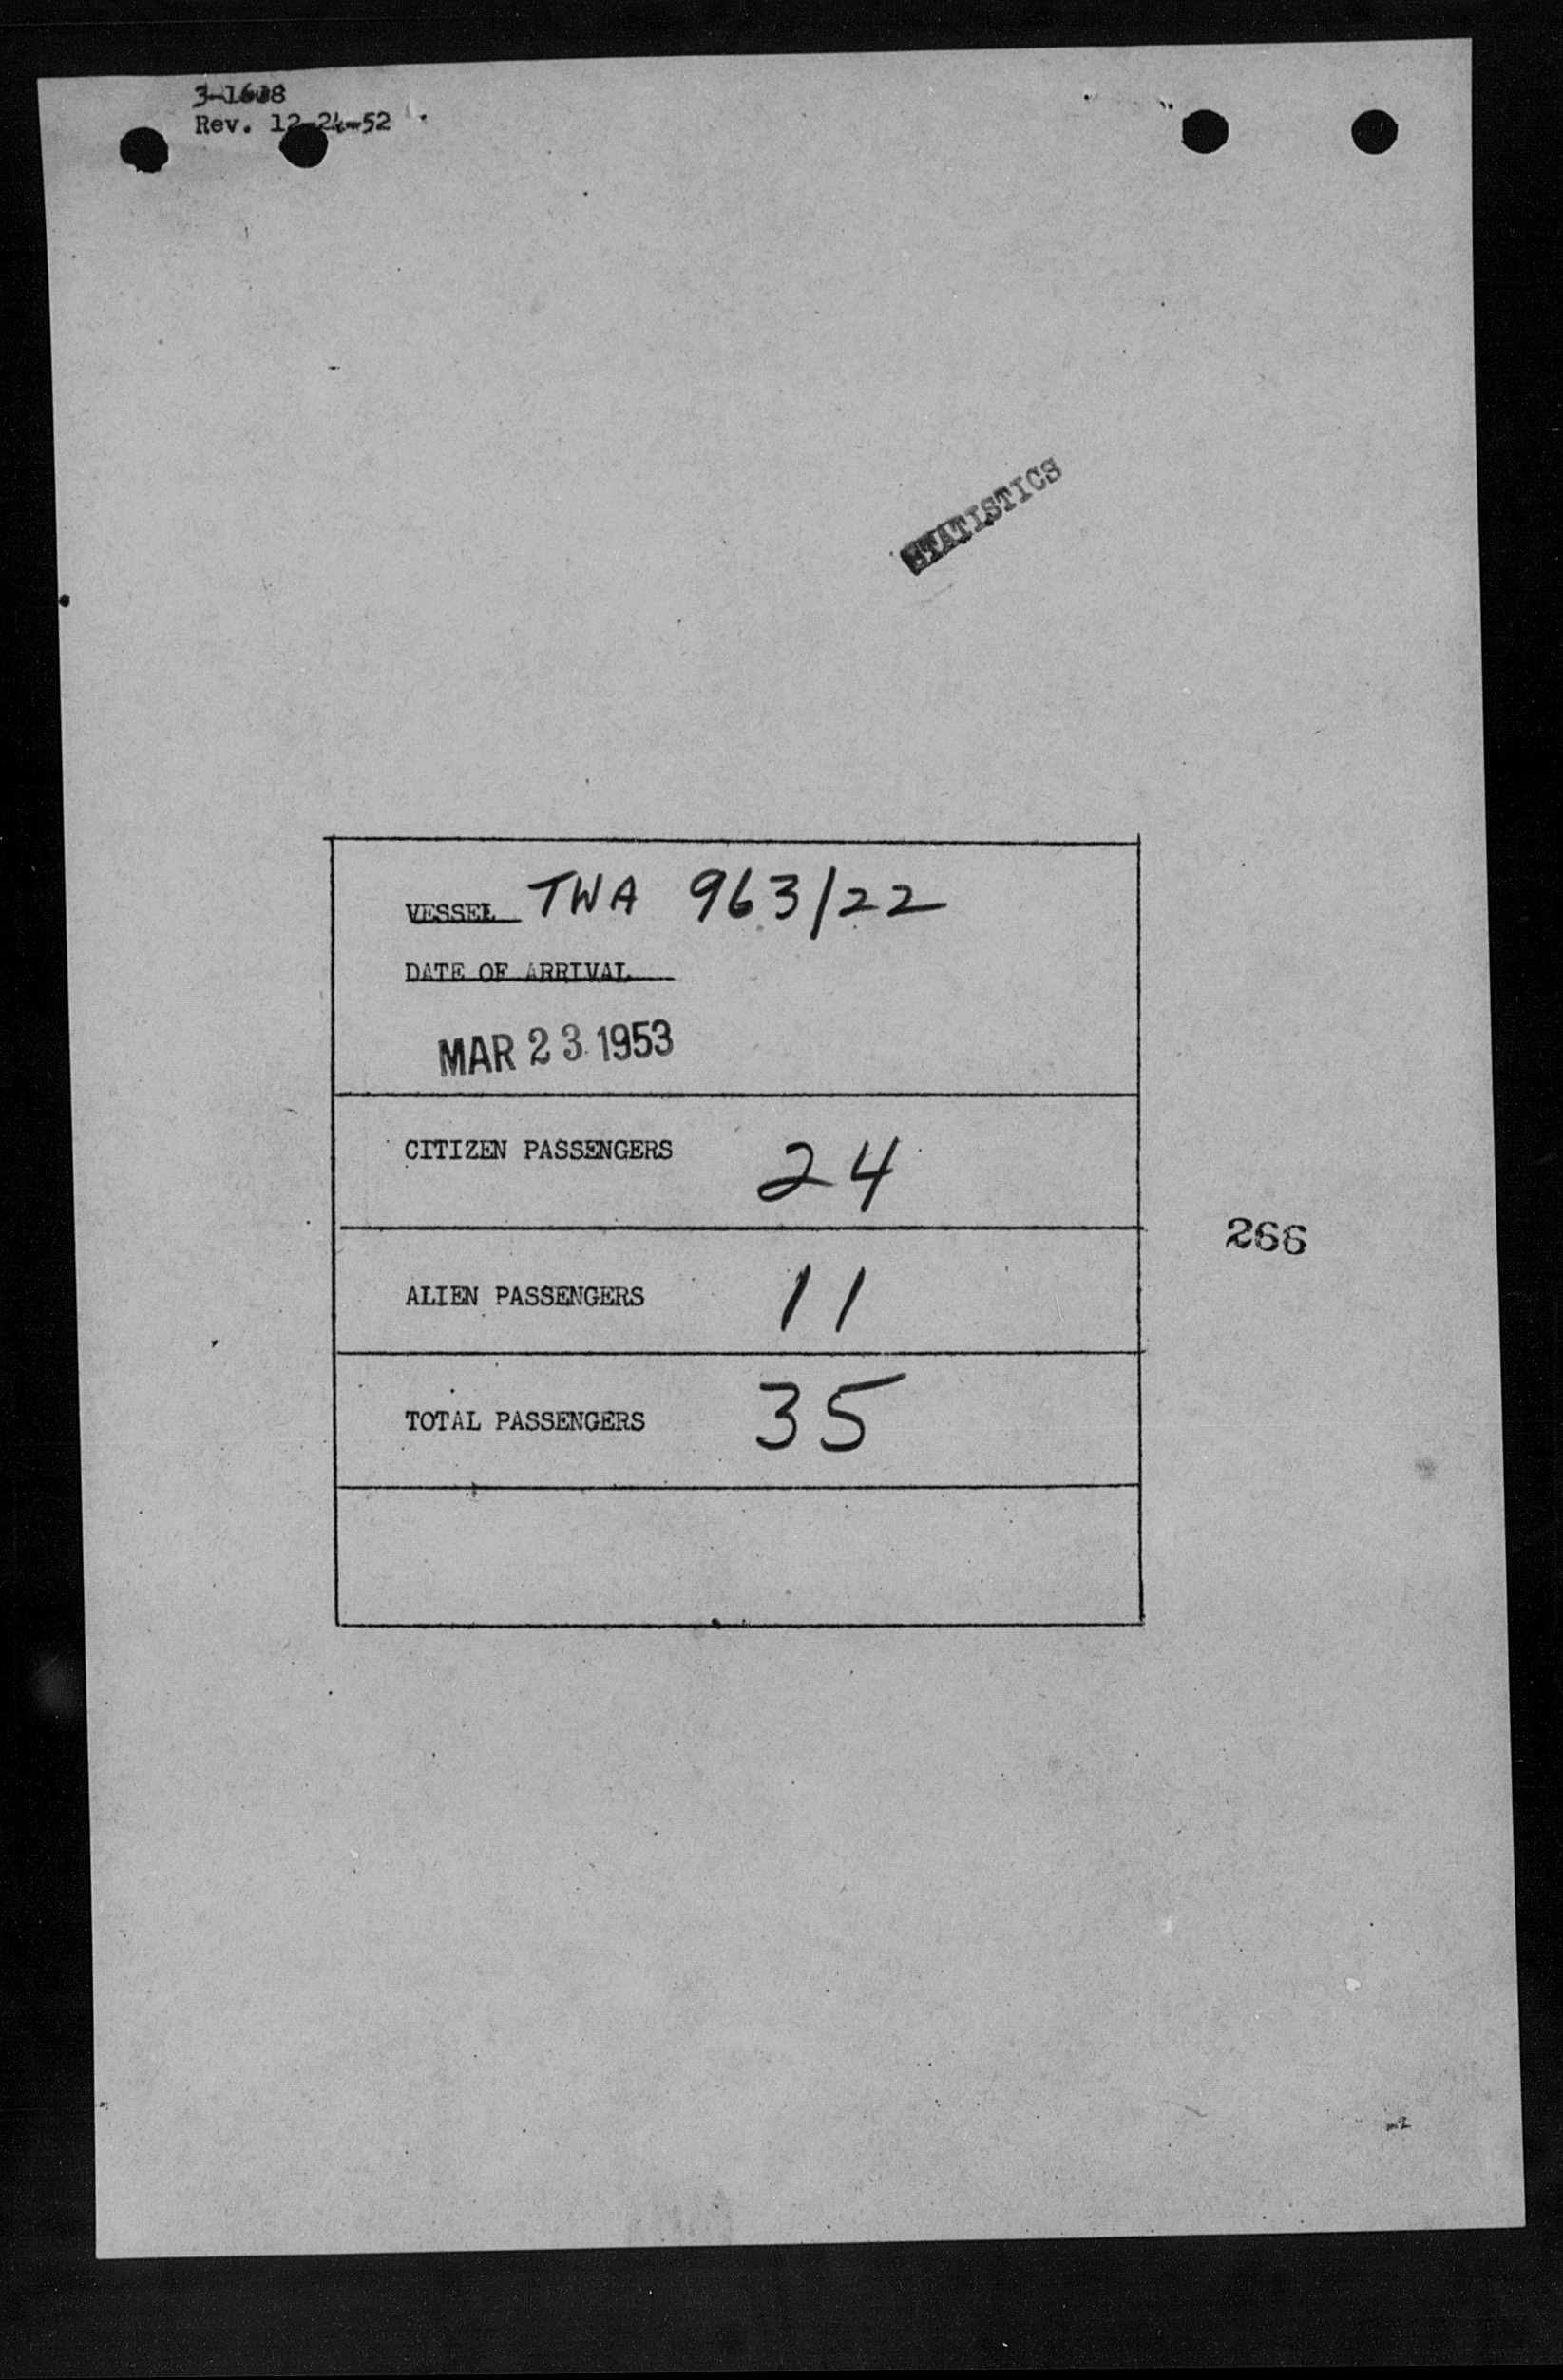 3-1608
Rev. 12-24-52
STATISTICS
VESSEL TWA 963/22
DATE OF ARRIVAL
MAR 23 1953
CITIZEN PASSENGERS 24
266
ALIEN PASSENGERS 11
TOTAL PASSENGERS 35